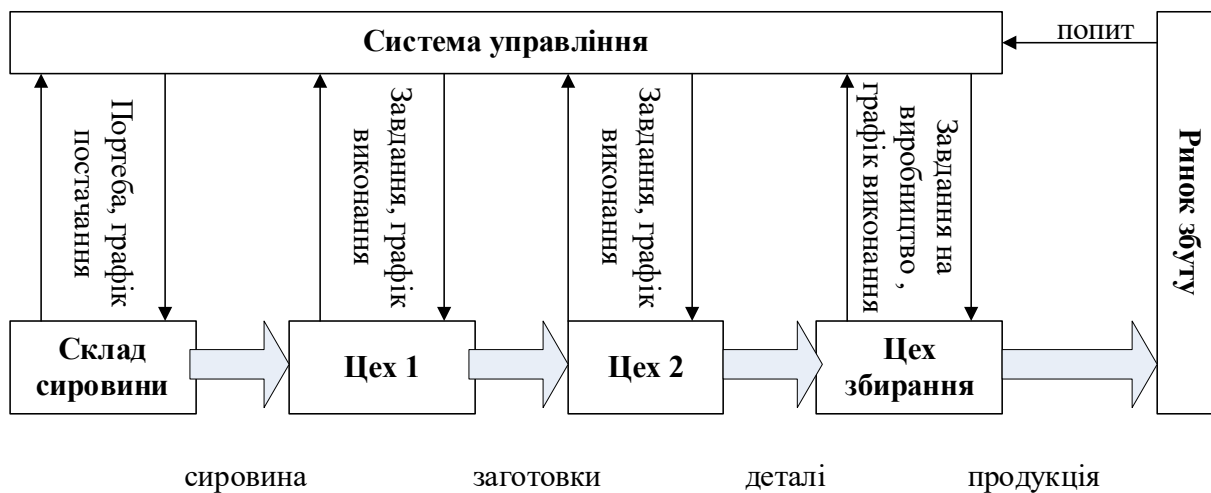 Система управління
попит
Портеба, графік
постачання
Завдання, графік
виконання
Завдання, графік
виконання
Завдання на
виробництво ,
графік виконання
Ринок збуту
Склад
сировини
Цех 1
Цех 2
Цех
збирання
сировина
заготовки
деталі
продукція